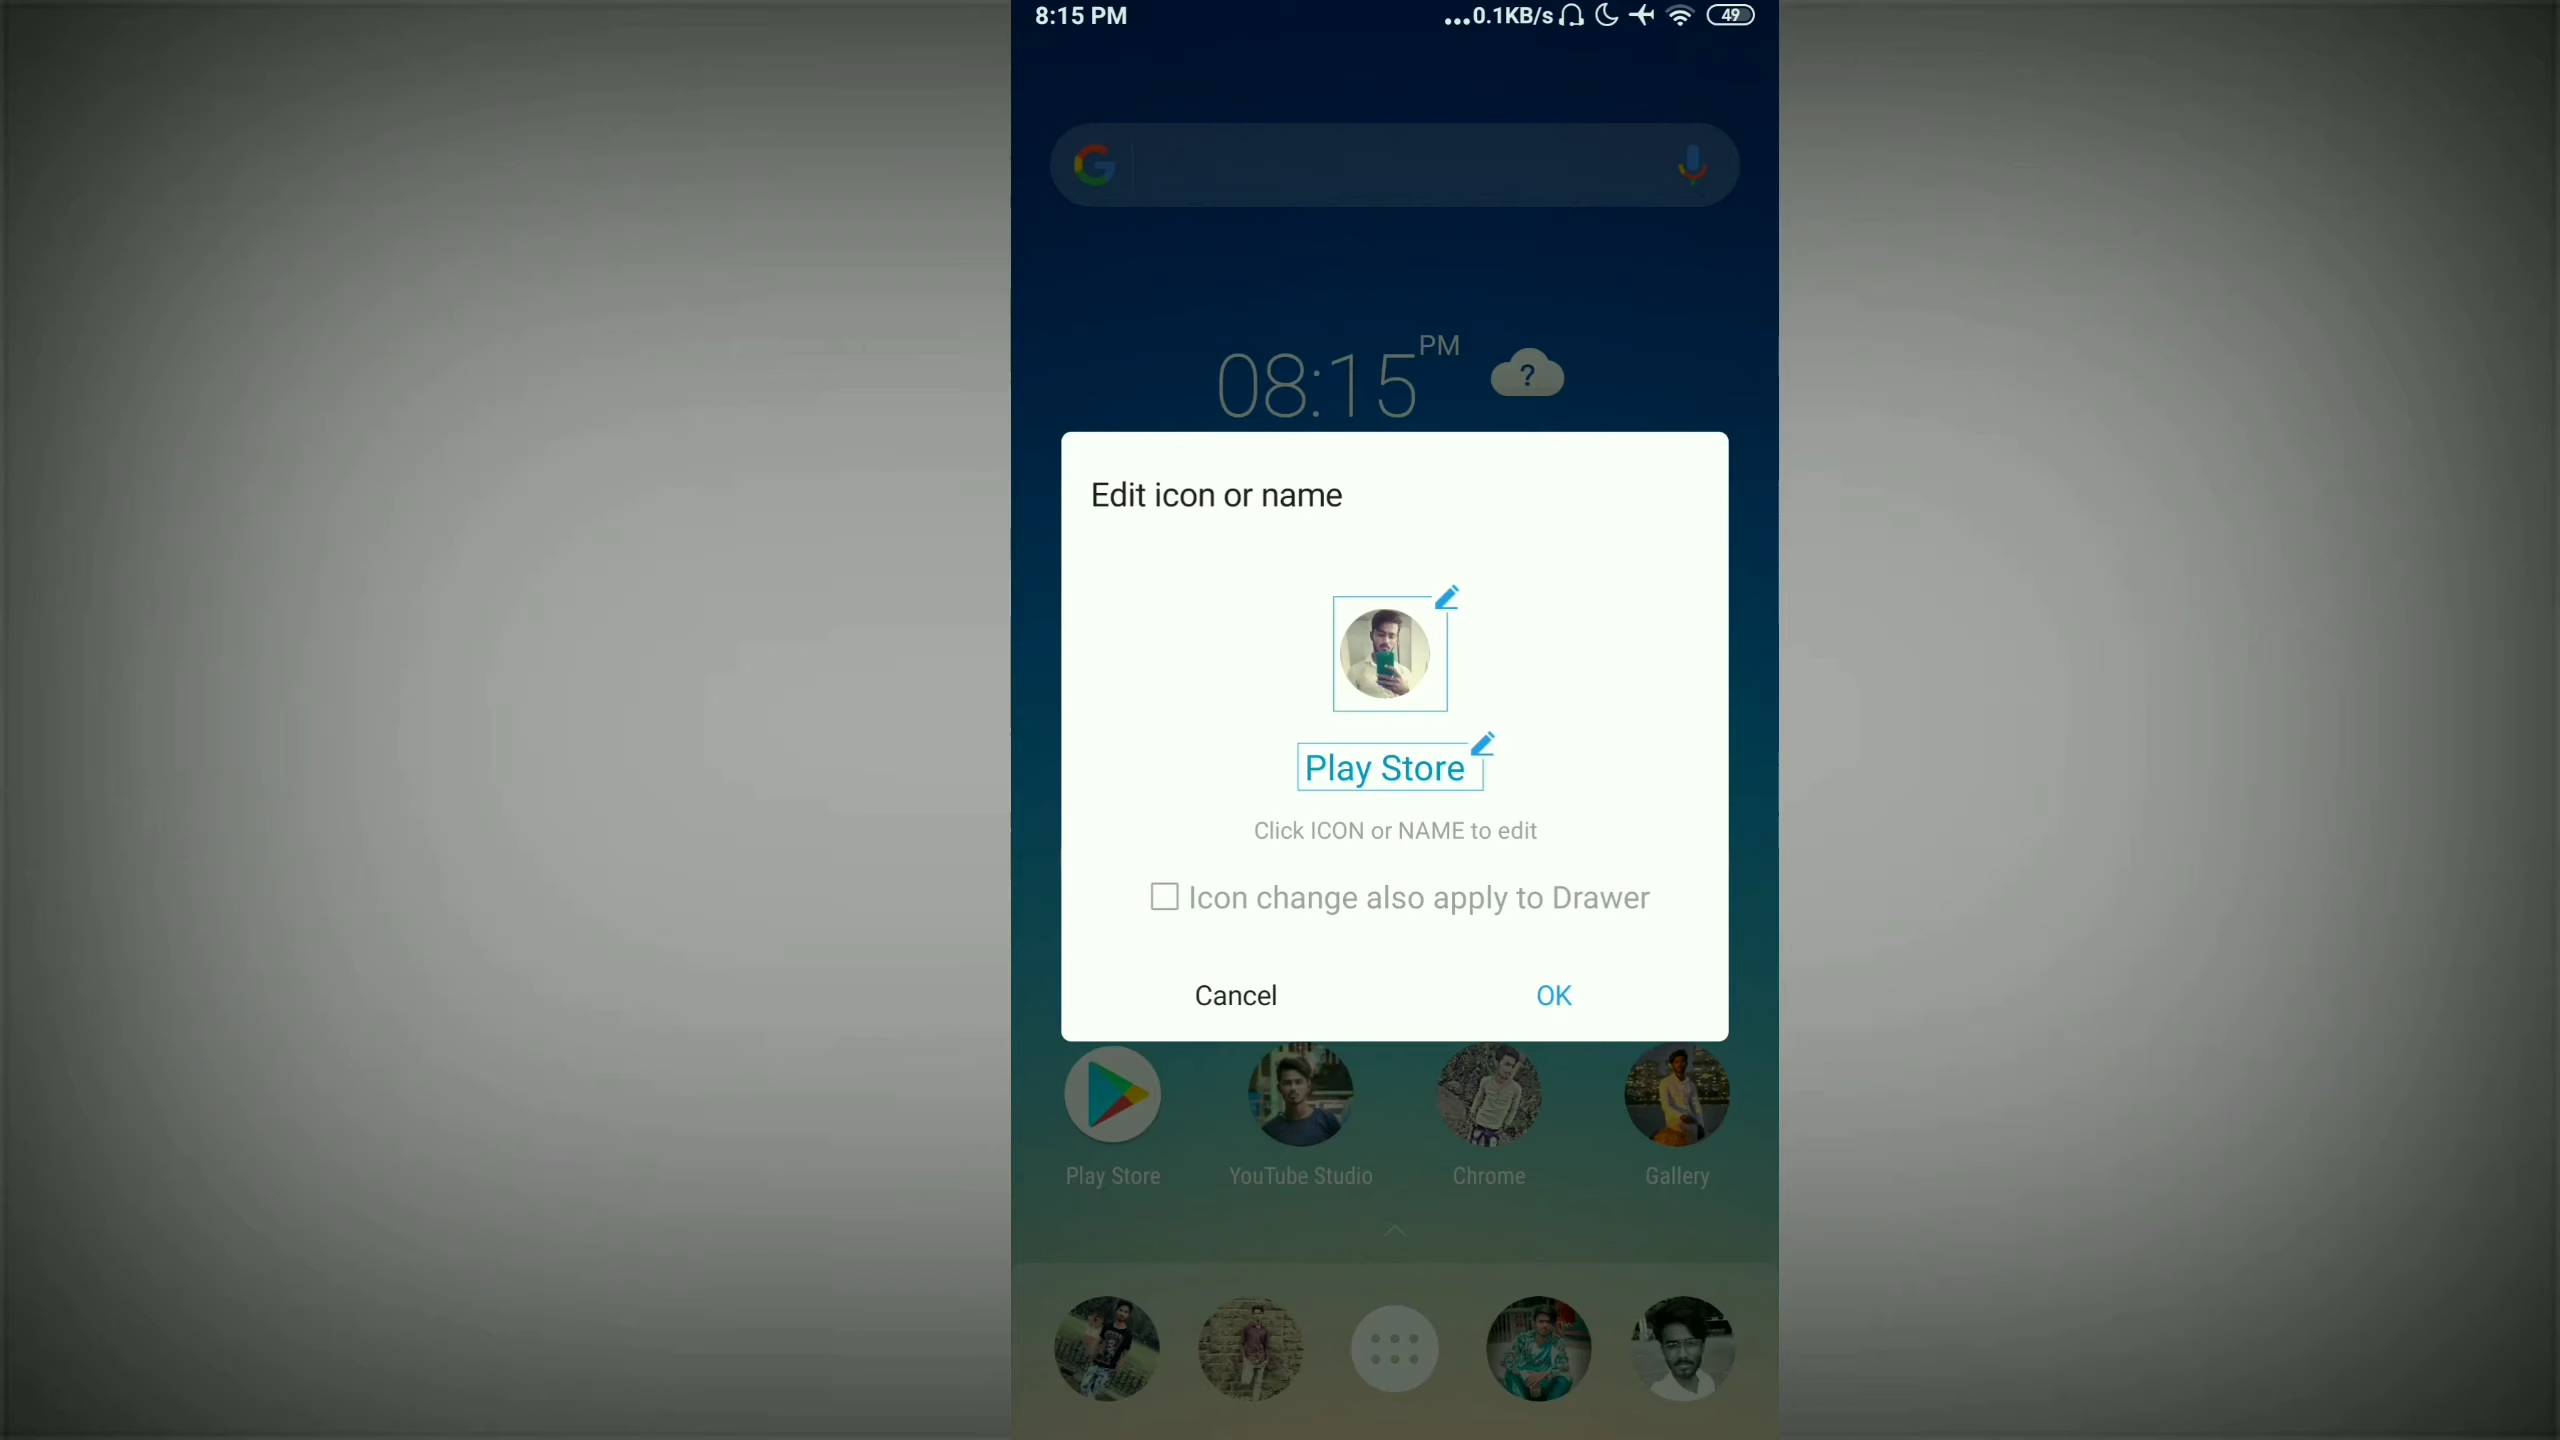 8:15 PM
...0.1KB/s
49
08:15 PM
?
Edit icon or name
Play Store
Click ICON or NAME to edit
Icon change also apply to Drawer
Cancel OK
Play Store YouTube Studio Chrome Gallery